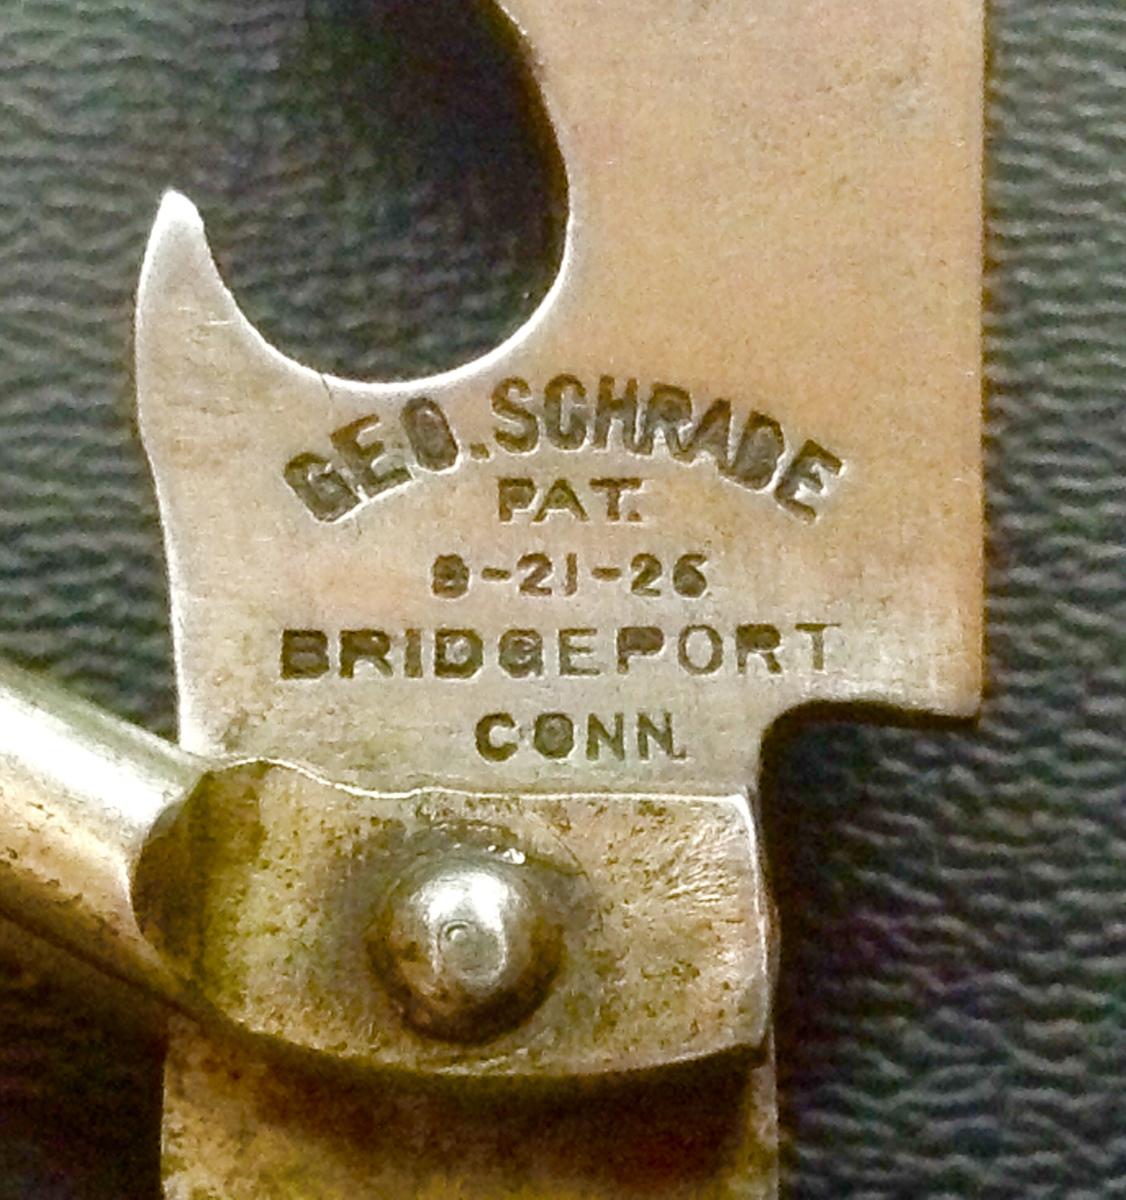 GEO. SCHRADE
PAT.
9-21-26
BRIDGEPORT
CONN.